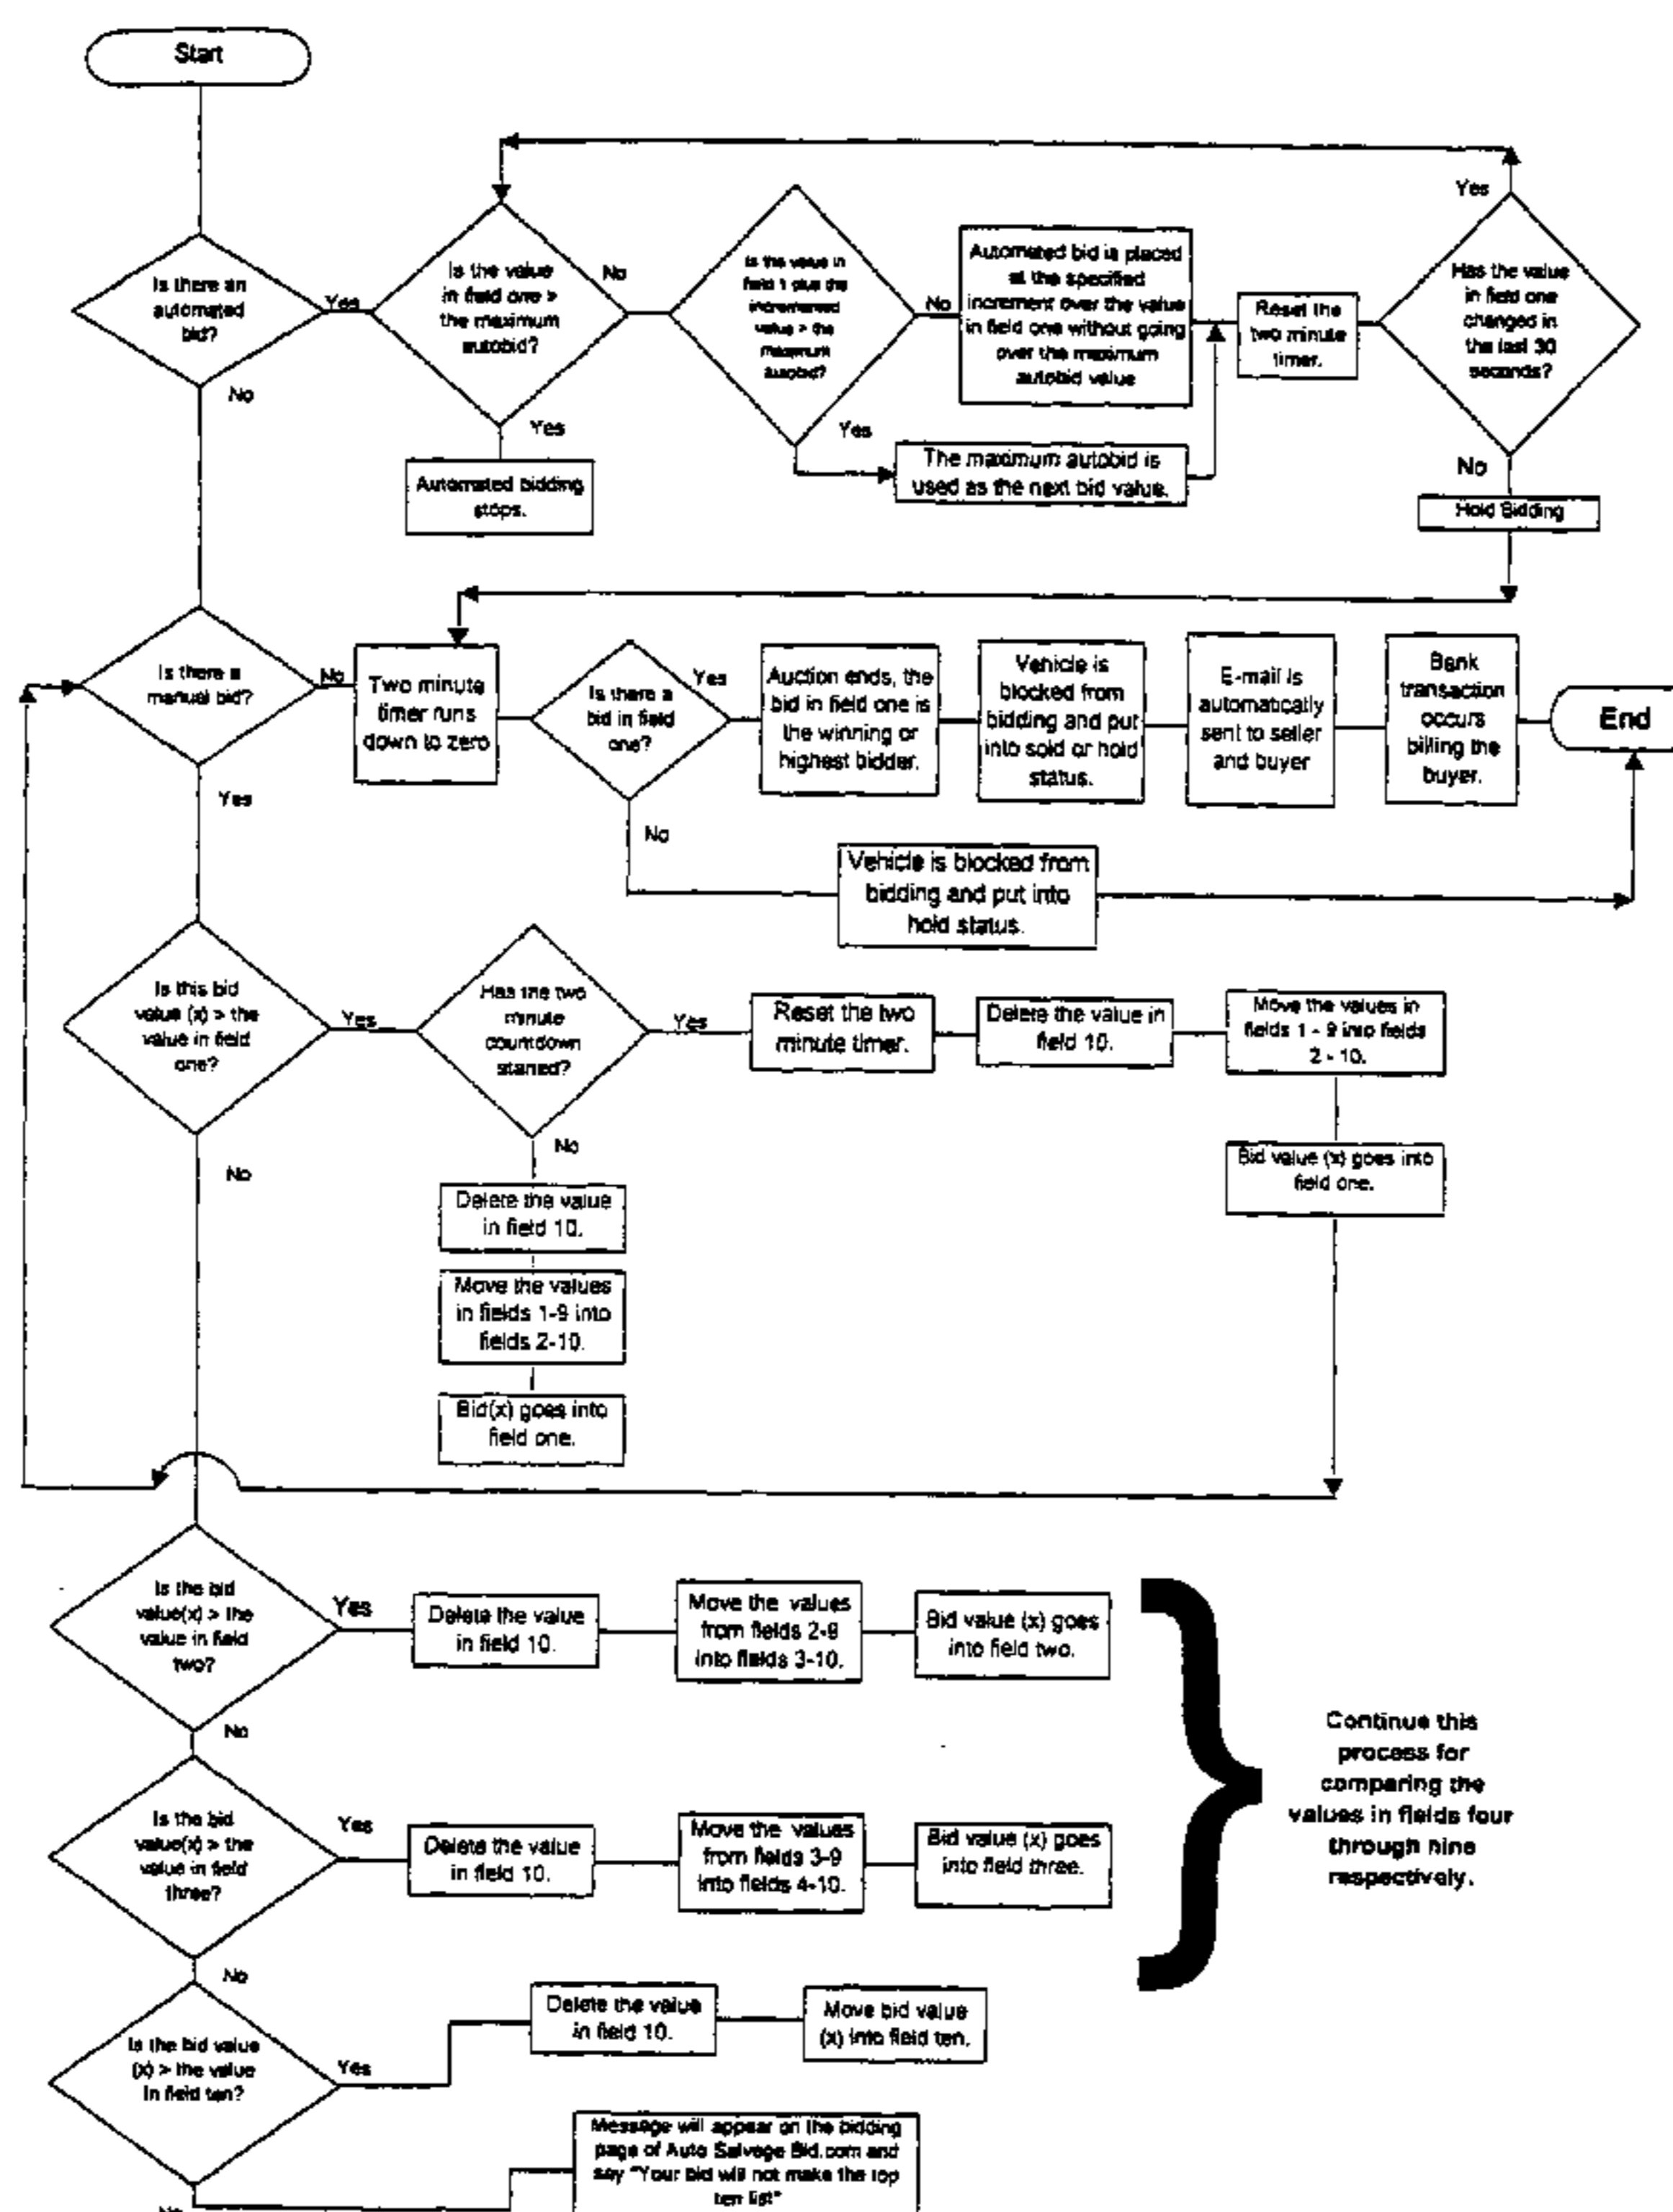 Start
Is there an
automated
bid?
Yes
No
Is the value
in field one >
the maximum
autobid?
No
Yes
Automated bidding
stops.
Is the value in
field 1 plus the
incremented
value > the
maximum
autobid?
No
Yes
Automated bid is placed
at the specified
increment over the value
in field one without going
over the maximum
autobid value
The maximum autobid is
used as the next bid value.
Reset the
two minute
timer.
Has the value
in field one
changed in
the last 30
seconds?
Yes
No
Hold Bidding
Is there a
manual bid?
No
Yes
Two minute
timer runs
down to zero
Is there a
bid in field
one?
Yes
No
Auction ends, the
bid in field one is
the winning or
highest bidder.
Vehicle is
blocked from
bidding and put
into sold or hold
status.
E-mail is
automatically
sent to seller
and buyer
Bank
transaction
occurs
billing the
buyer.
End
Vehicle is blocked from
bidding and put into
hold status.
Is this bid
value (x) > the
value in field
one?
Yes
No
Has the two
minute
countdown
started?
Yes
No
Reset the two
minute timer.
Delete the value in
field 10.
Move the values in
fields 1 - 9 into fields
2 - 10.
Bid value (x) goes into
field one.
Delete the value
in field 10.
Move the values
in fields 1-9 into
fields 2-10.
Bid(x) goes into
field one.
Is the bid
value(x) > the
value in field
two?
Yes
No
Delete the value
in field 10.
Move the values
from fields 2-9
into fields 3-10.
Bid value (x) goes
into field two.
Is the bid
value(x) > the
value in field
three?
Yes
No
Delete the value
in field 10.
Move the values
from fields 3-9
into fields 4-10.
Bid value (x) goes
into field three.
Continue this
process for
comparing the
values in fields four
through nine
respectively.
Is the bid value
(x) > the value
in field ten?
Yes
No
Delete the value
in field 10.
Move bid value
(x) into field ten.
Message will appear on the bidding
page of Auto Salvage Bid.com and
say "Your bid will not make the top
ten list"